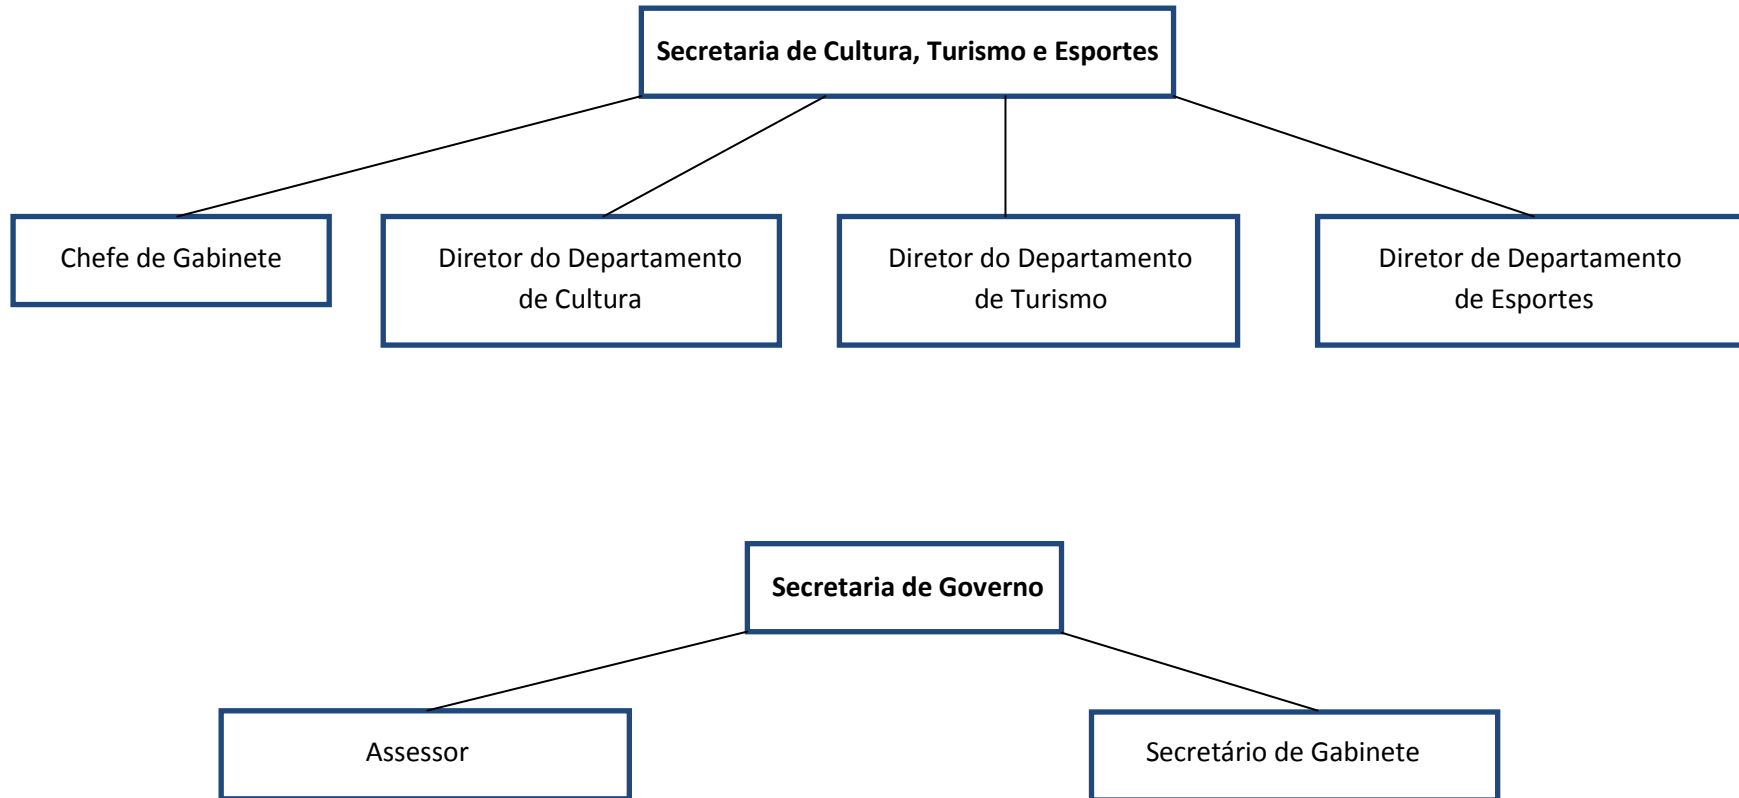 Secretaria de Cultura, Turismo e Esportes
Chefe de Gabinete
Diretor do Departamento
de Cultura
Diretor do Departamento
de Turismo
Diretor de Departamento
de Esportes
Secretaria de Governo
Assessor
Secretário de Gabinete